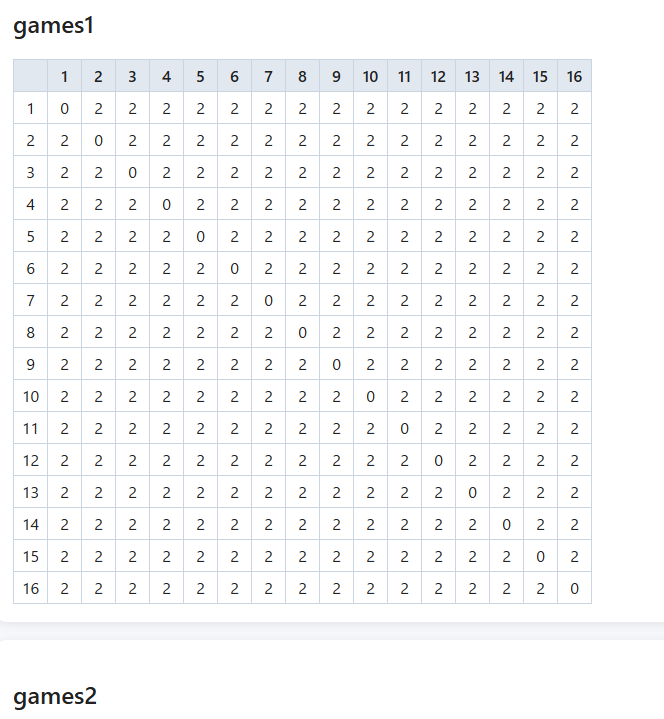 games1
1 2 3 4 5 6 7 8 9 10 11 12 13 14 15 16
1 0 2 2 2 2 2 2 2 2 2 2 2 2 2 2 2
2 2 0 2 2 2 2 2 2 2 2 2 2 2 2 2 2
3 2 2 0 2 2 2 2 2 2 2 2 2 2 2 2 2
4 2 2 2 0 2 2 2 2 2 2 2 2 2 2 2 2
5 2 2 2 2 0 2 2 2 2 2 2 2 2 2 2 2
6 2 2 2 2 2 0 2 2 2 2 2 2 2 2 2 2
7 2 2 2 2 2 2 0 2 2 2 2 2 2 2 2 2
8 2 2 2 2 2 2 2 0 2 2 2 2 2 2 2 2
9 2 2 2 2 2 2 2 2 0 2 2 2 2 2 2 2
10 2 2 2 2 2 2 2 2 2 0 2 2 2 2 2 2
11 2 2 2 2 2 2 2 2 2 2 0 2 2 2 2 2
12 2 2 2 2 2 2 2 2 2 2 2 0 2 2 2 2
13 2 2 2 2 2 2 2 2 2 2 2 2 0 2 2 2
14 2 2 2 2 2 2 2 2 2 2 2 2 2 0 2 2
15 2 2 2 2 2 2 2 2 2 2 2 2 2 2 0 2
16 2 2 2 2 2 2 2 2 2 2 2 2 2 2 2 0
games2